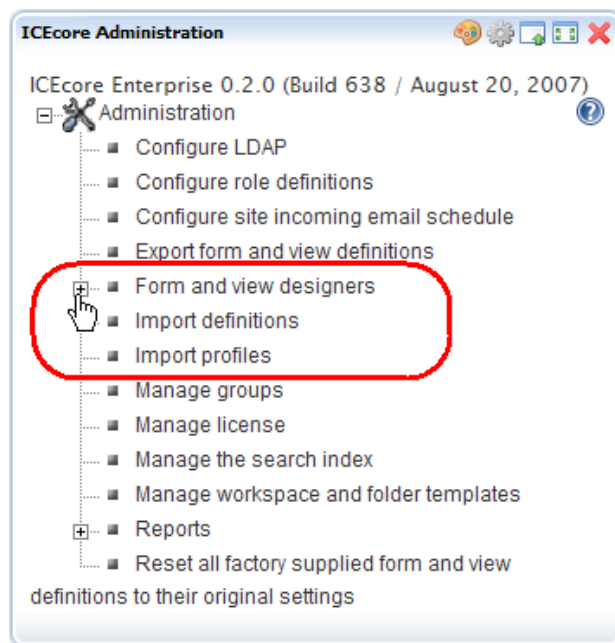 ICEcore Administration
ICEcore Enterprise 0.2.0 (Build 638 / August 20, 2007)
Administration
Configure LDAP
Configure role definitions
Configure site incoming email schedule
Export form and view definitions
Form and view designers
Import definitions
Import profiles
Manage groups
Manage license
Manage the search index
Manage workspace and folder templates
Reports
Reset all factory supplied form and view
definitions to their original settings